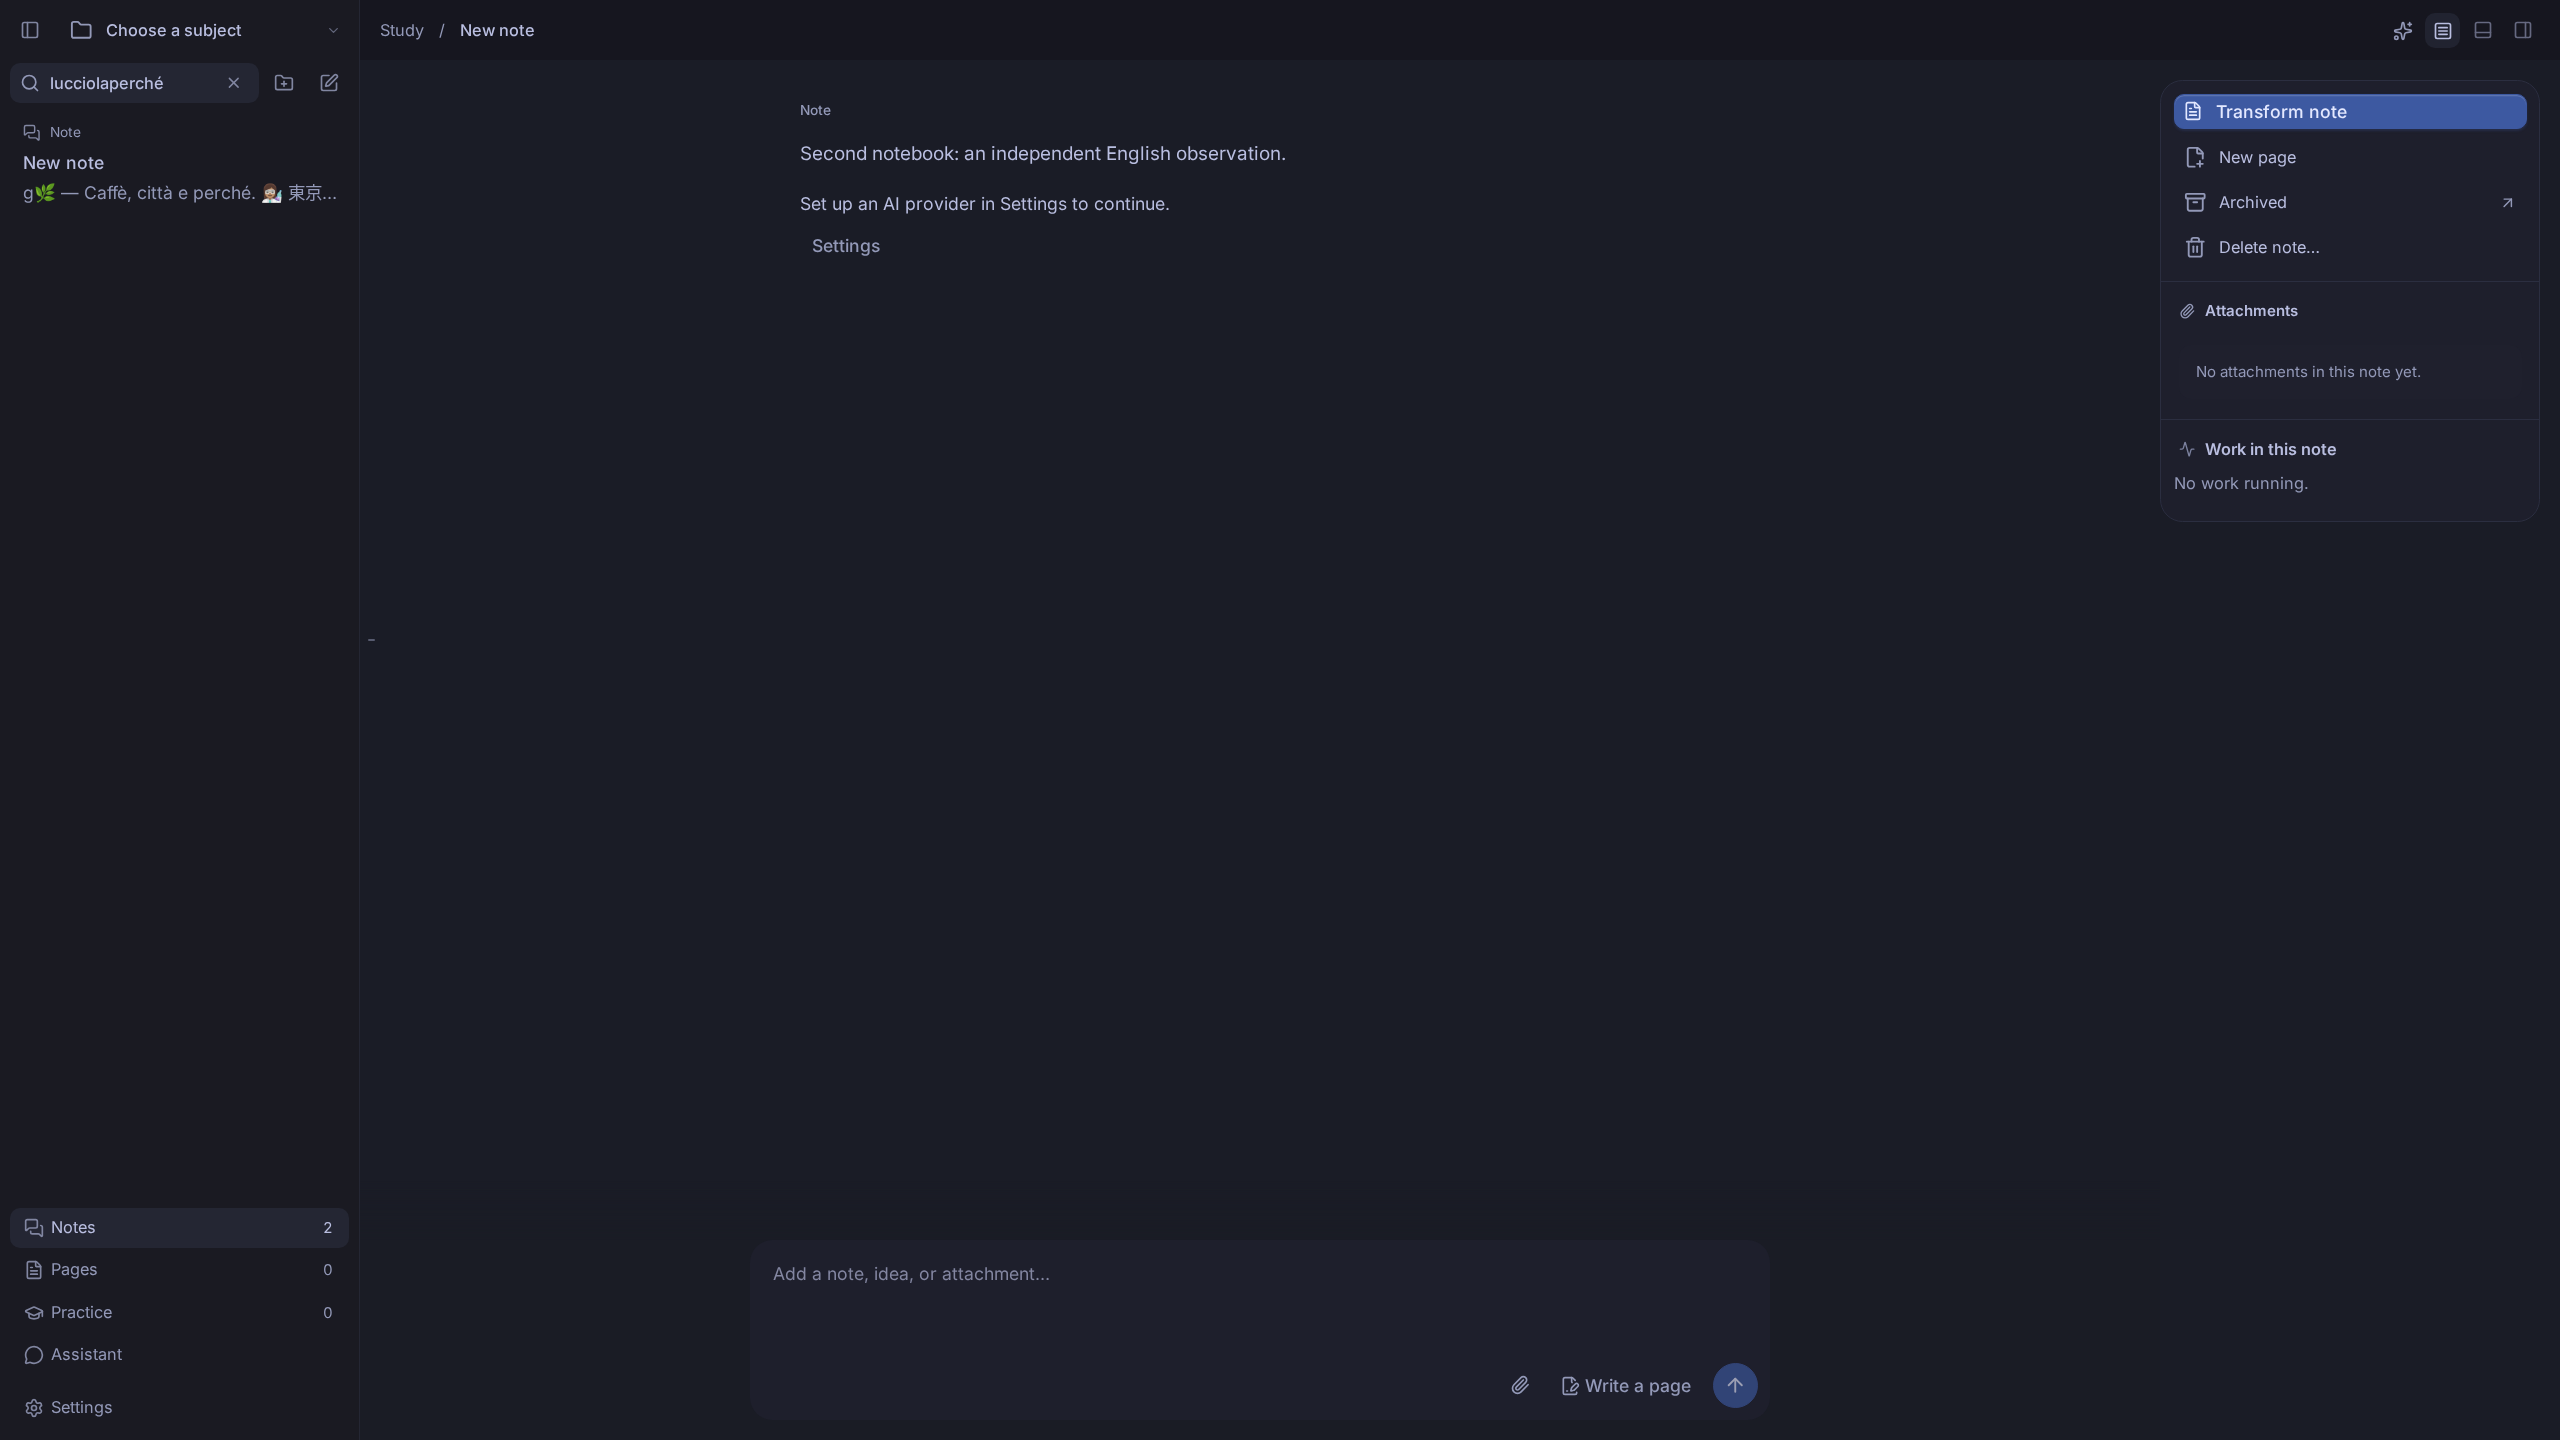 Choose a subject
Study / New note
lucciolaperché
Note
New note
g🌿 — Caffè, città e perché. 👩🏼‍🔬 東京...
Note
Second notebook: an independent English observation.
Set up an AI provider in Settings to continue.
Settings
Transform note
New page
Archived
Delete note...
Attachments
No attachments in this note yet.
Work in this note
No work running.
Notes 2
Pages 0
Practice 0
Assistant
Settings
Add a note, idea, or attachment...
Write a page